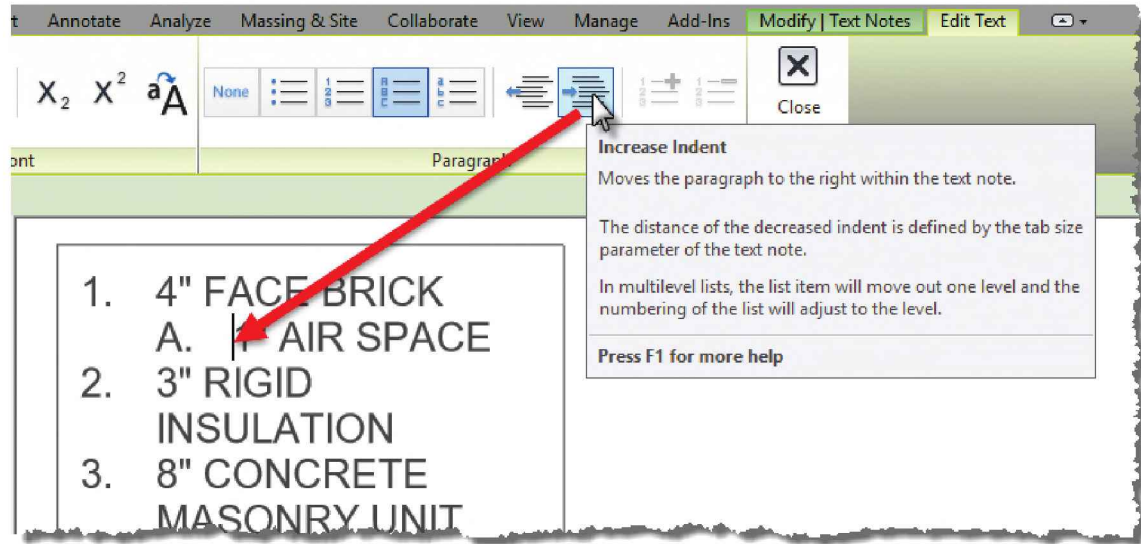 t Annotate Analyze Massing & Site Collaborate View Manage Add-Ins Modify | Text Notes Edit Text
X₂ X² aA None
Close
ont Paragraph
Increase Indent
Moves the paragraph to the right within the text note.
The distance of the decreased indent is defined by the tab size
parameter of the text note.
In multilevel lists, the list item will move out one level and the
numbering of the list will adjust to the level.
Press F1 for more help
1. 4" FACE BRICK
A. 1" AIR SPACE
2. 3" RIGID
INSULATION
3. 8" CONCRETE
MASONRY UNIT